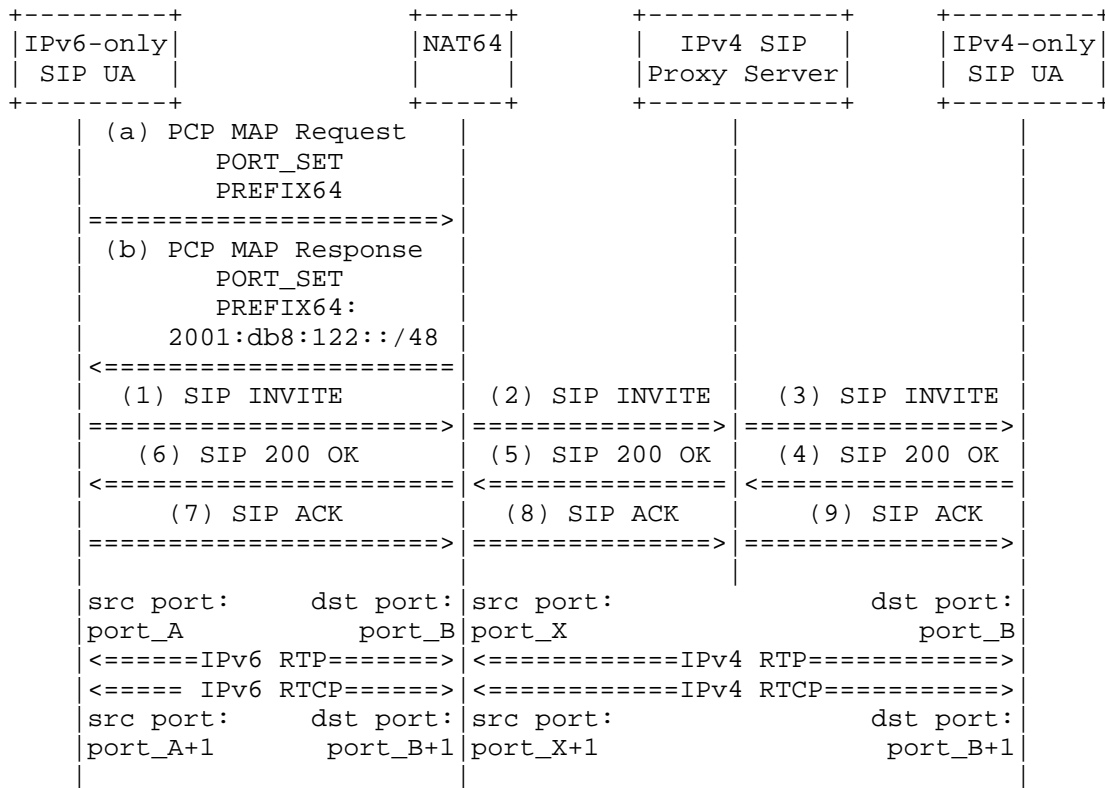 +---------+ +-----+ +------------+ +---------+
|IPv6-only| |NAT64| | IPv4 SIP | |IPv4-only|
| SIP UA | | | |Proxy Server| | SIP UA |
+---------+ +-----+ +------------+ +---------+
| (a) PCP MAP Request | | |
| PORT_SET | | |
| PREFIX64 | | |
|======================>| | |
| (b) PCP MAP Response | | |
| PORT_SET | | |
| PREFIX64: | | |
| 2001:db8:122::/48 | | |
|<======================| | |
| (1) SIP INVITE | (2) SIP INVITE | (3) SIP INVITE |
|======================>|===============>|================>|
| (6) SIP 200 OK | (5) SIP 200 OK | (4) SIP 200 OK |
|<======================|<===============|<================|
| (7) SIP ACK | (8) SIP ACK | (9) SIP ACK |
|======================>|===============>|================>|
| | | |
|src port: dst port:|src port: dst port:|
|port_A port_B|port_X port_B|
|<======IPv6 RTP=======>|<============IPv4 RTP============>|
|<===== IPv6 RTCP======>|<============IPv4 RTCP===========>|
|src port: dst port:|src port: dst port:|
|port_A+1 port_B+1|port_X+1 port_B+1|
| | |